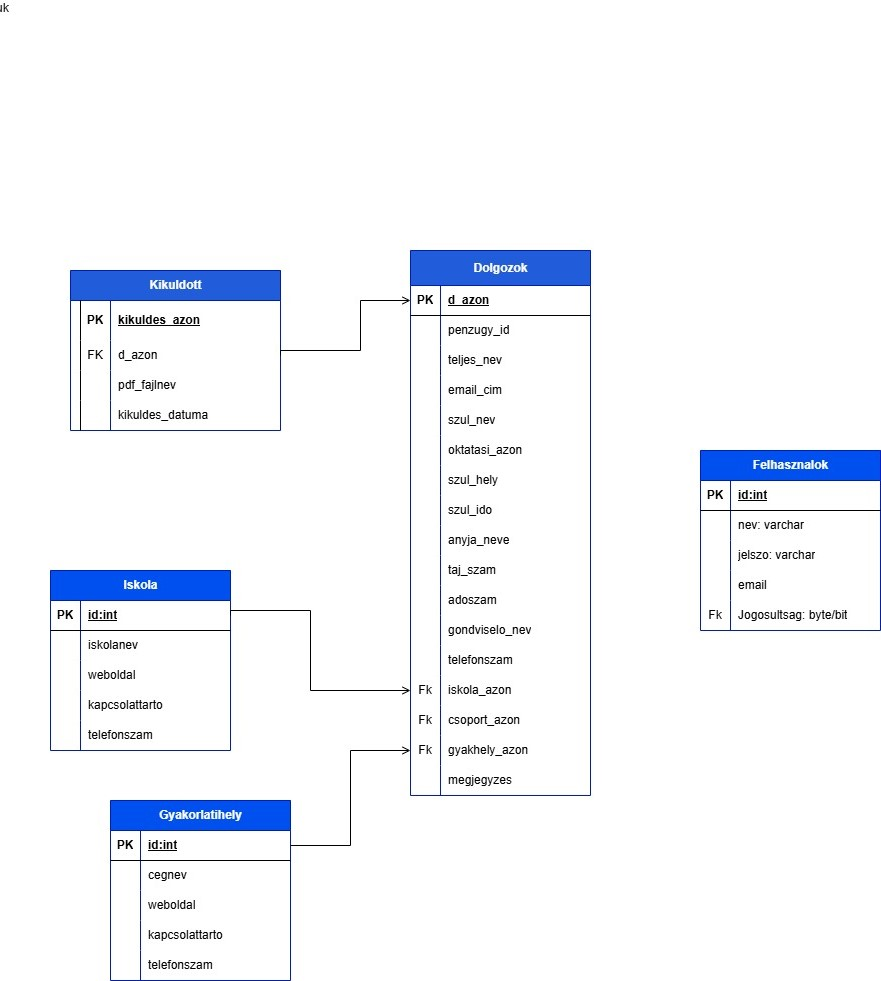 uk
Kikuldott
PK kikuldes_azon
FK d_azon
pdf_fajlnev
kikuldes_datuma
Dolgozok
PK d_azon
penzugy_id
teljes_nev
email_cim
szul_nev
oktatasi_azon
szul_hely
szul_ido
anyja_neve
taj_szam
adoszam
gondviselo_nev
telefonszam
Fk iskola_azon
Fk csoport_azon
Fk gyakhely_azon
megjegyzes
Felhasznalok
PK id:int
nev: varchar
jelszo: varchar
email
Fk Jogosultsag: byte/bit
Iskola
PK id:int
iskolanev
weboldal
kapcsolattarto
telefonszam
Gyakorlatihely
PK id:int
cegnev
weboldal
kapcsolattarto
telefonszam